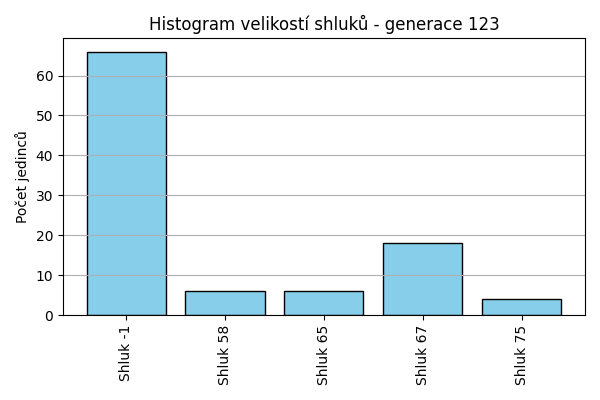 Histogram velikostí shluků - generace 123
Počet jedinců
60
50
40
30
20
10
0
Shluk -1
Shluk 58
Shluk 65
Shluk 67
Shluk 75